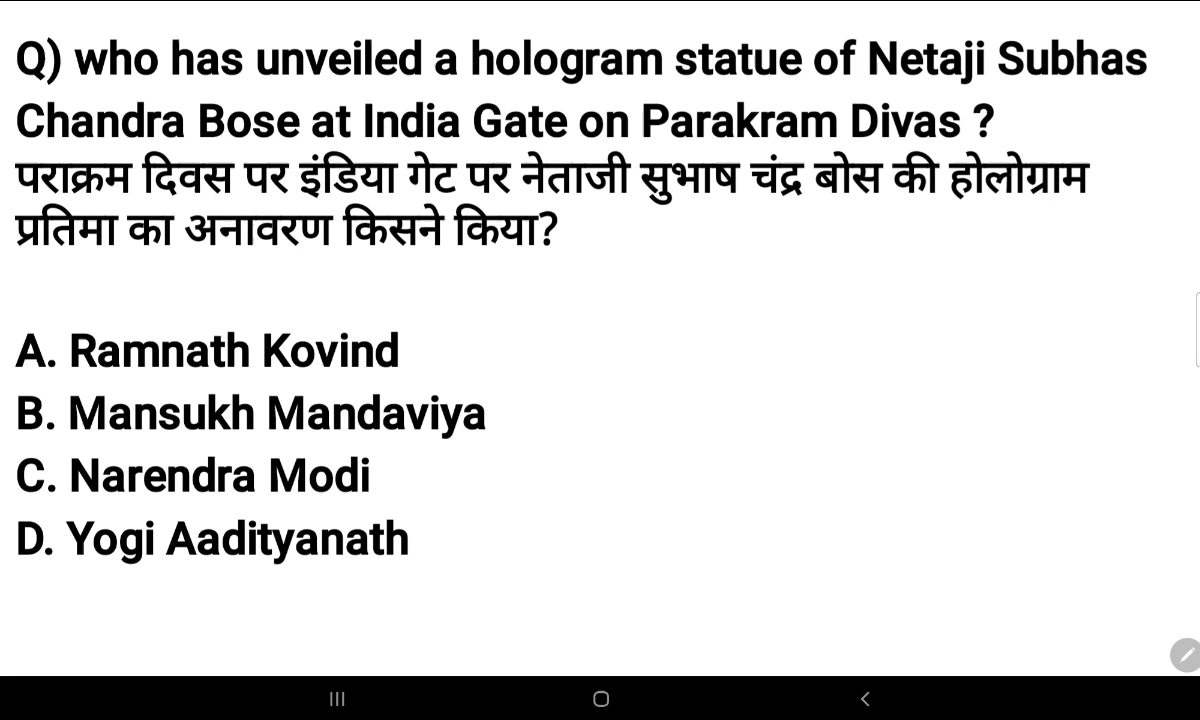 Q) who has unveiled a hologram statue of Netaji Subhas
Chandra Bose at India Gate on Parakram Divas ?
पराक्रम दिवस पर इंडिया गेट पर नेताजी सुभाष चंद्र बोस की होलोग्राम
प्रतिमा का अनावरण किसने किया?
A. Ramnath Kovind
B. Mansukh Mandaviya
C. Narendra Modi
D. Yogi Aadityanath